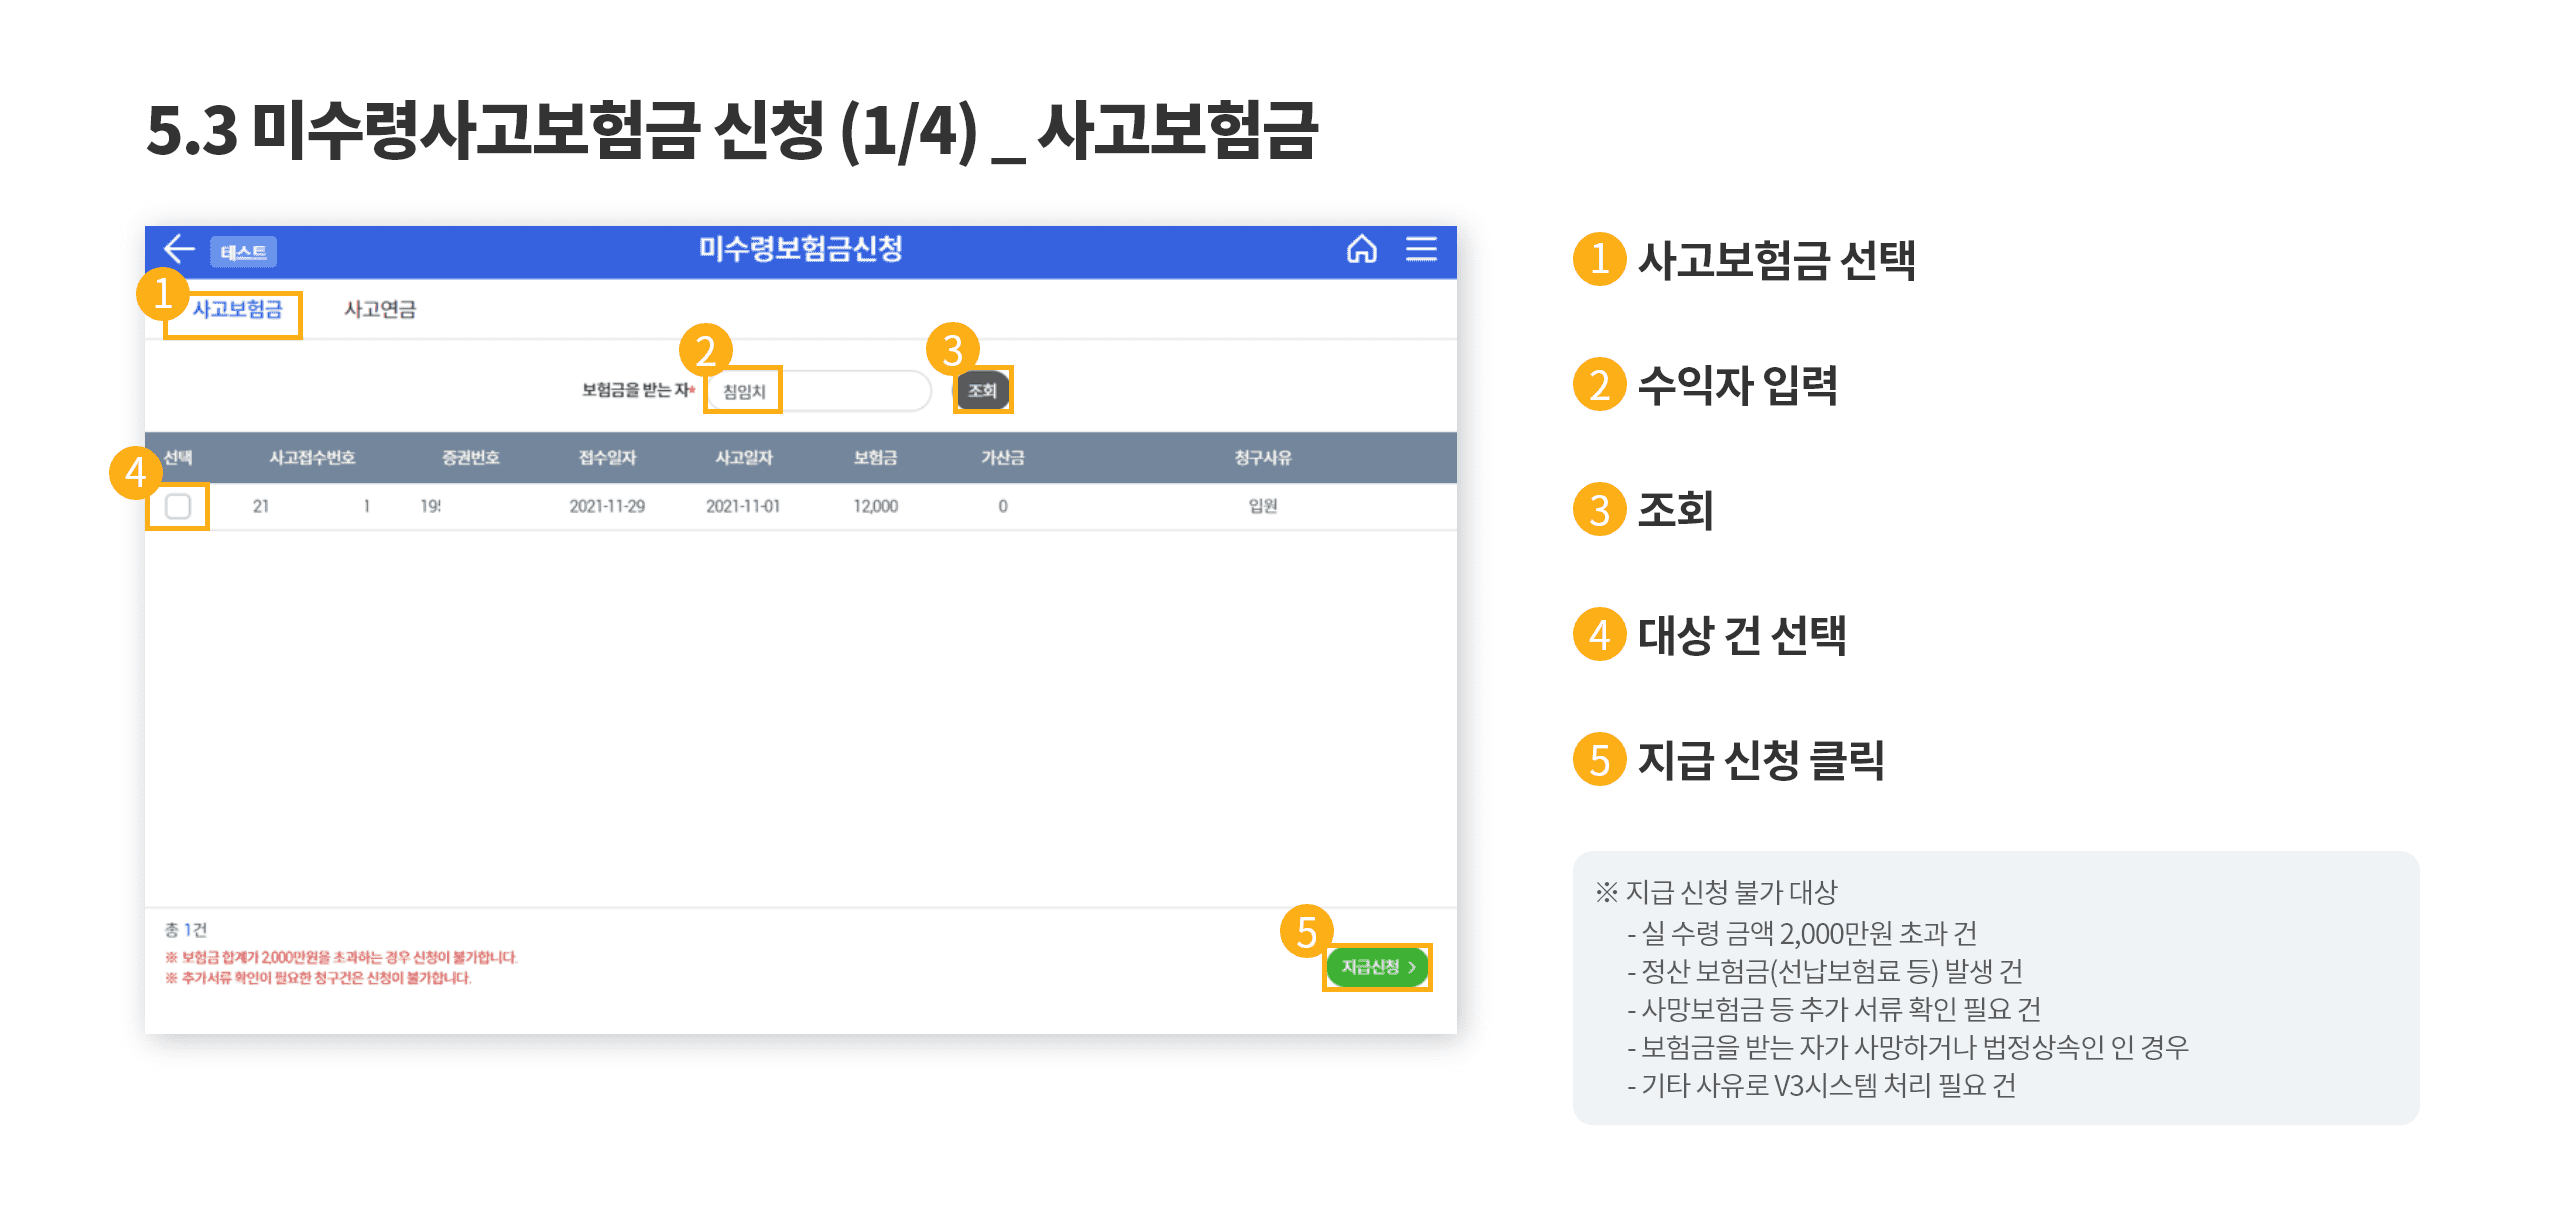 5.3 미수령사고보험금 신청 (1/4) _ 사고보험금
테스트
미수령보험금신청
1
사고보험금
사고연금
2
3
보험금을 받는 자*
침임치
조회
4
선택 사고접수번호 증권번호 접수일자 사고일자 보험금 가산금 청구사유
21 1 19 2021-11-29 2021-11-01 12,000 0 입원
총 1건
※ 보험금 합계가 2,000만원을 초과하는 경우 신청이 불가합니다.
※ 추가서류 확인이 필요한 청구건은 신청이 불가합니다.
5
지급신청 >
1 사고보험금 선택
2 수익자 입력
3 조회
4 대상 건 선택
5 지급 신청 클릭
※ 지급 신청 불가 대상
- 실 수령 금액 2,000만원 초과 건
- 정산 보험금(선납보험료 등) 발생 건
- 사망보험금 등 추가 서류 확인 필요 건
- 보험금을 받는 자가 사망하거나 법정상속인 인 경우
- 기타 사유로 V3시스템 처리 필요 건